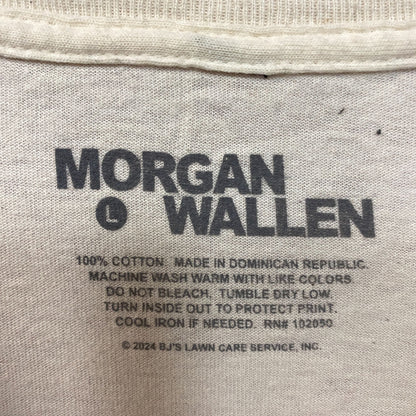 MORGAN
L WALLEN
100% COTTON. MADE IN DOMINICAN REPUBLIC.
MACHINE WASH WARM WITH LIKE COLORS.
DO NOT BLEACH. TUMBLE DRY LOW.
TURN INSIDE OUT TO PROTECT PRINT.
COOL IRON IF NEEDED. RN# 102050
© 2024 BJ'S LAWN CARE SERVICE, INC.